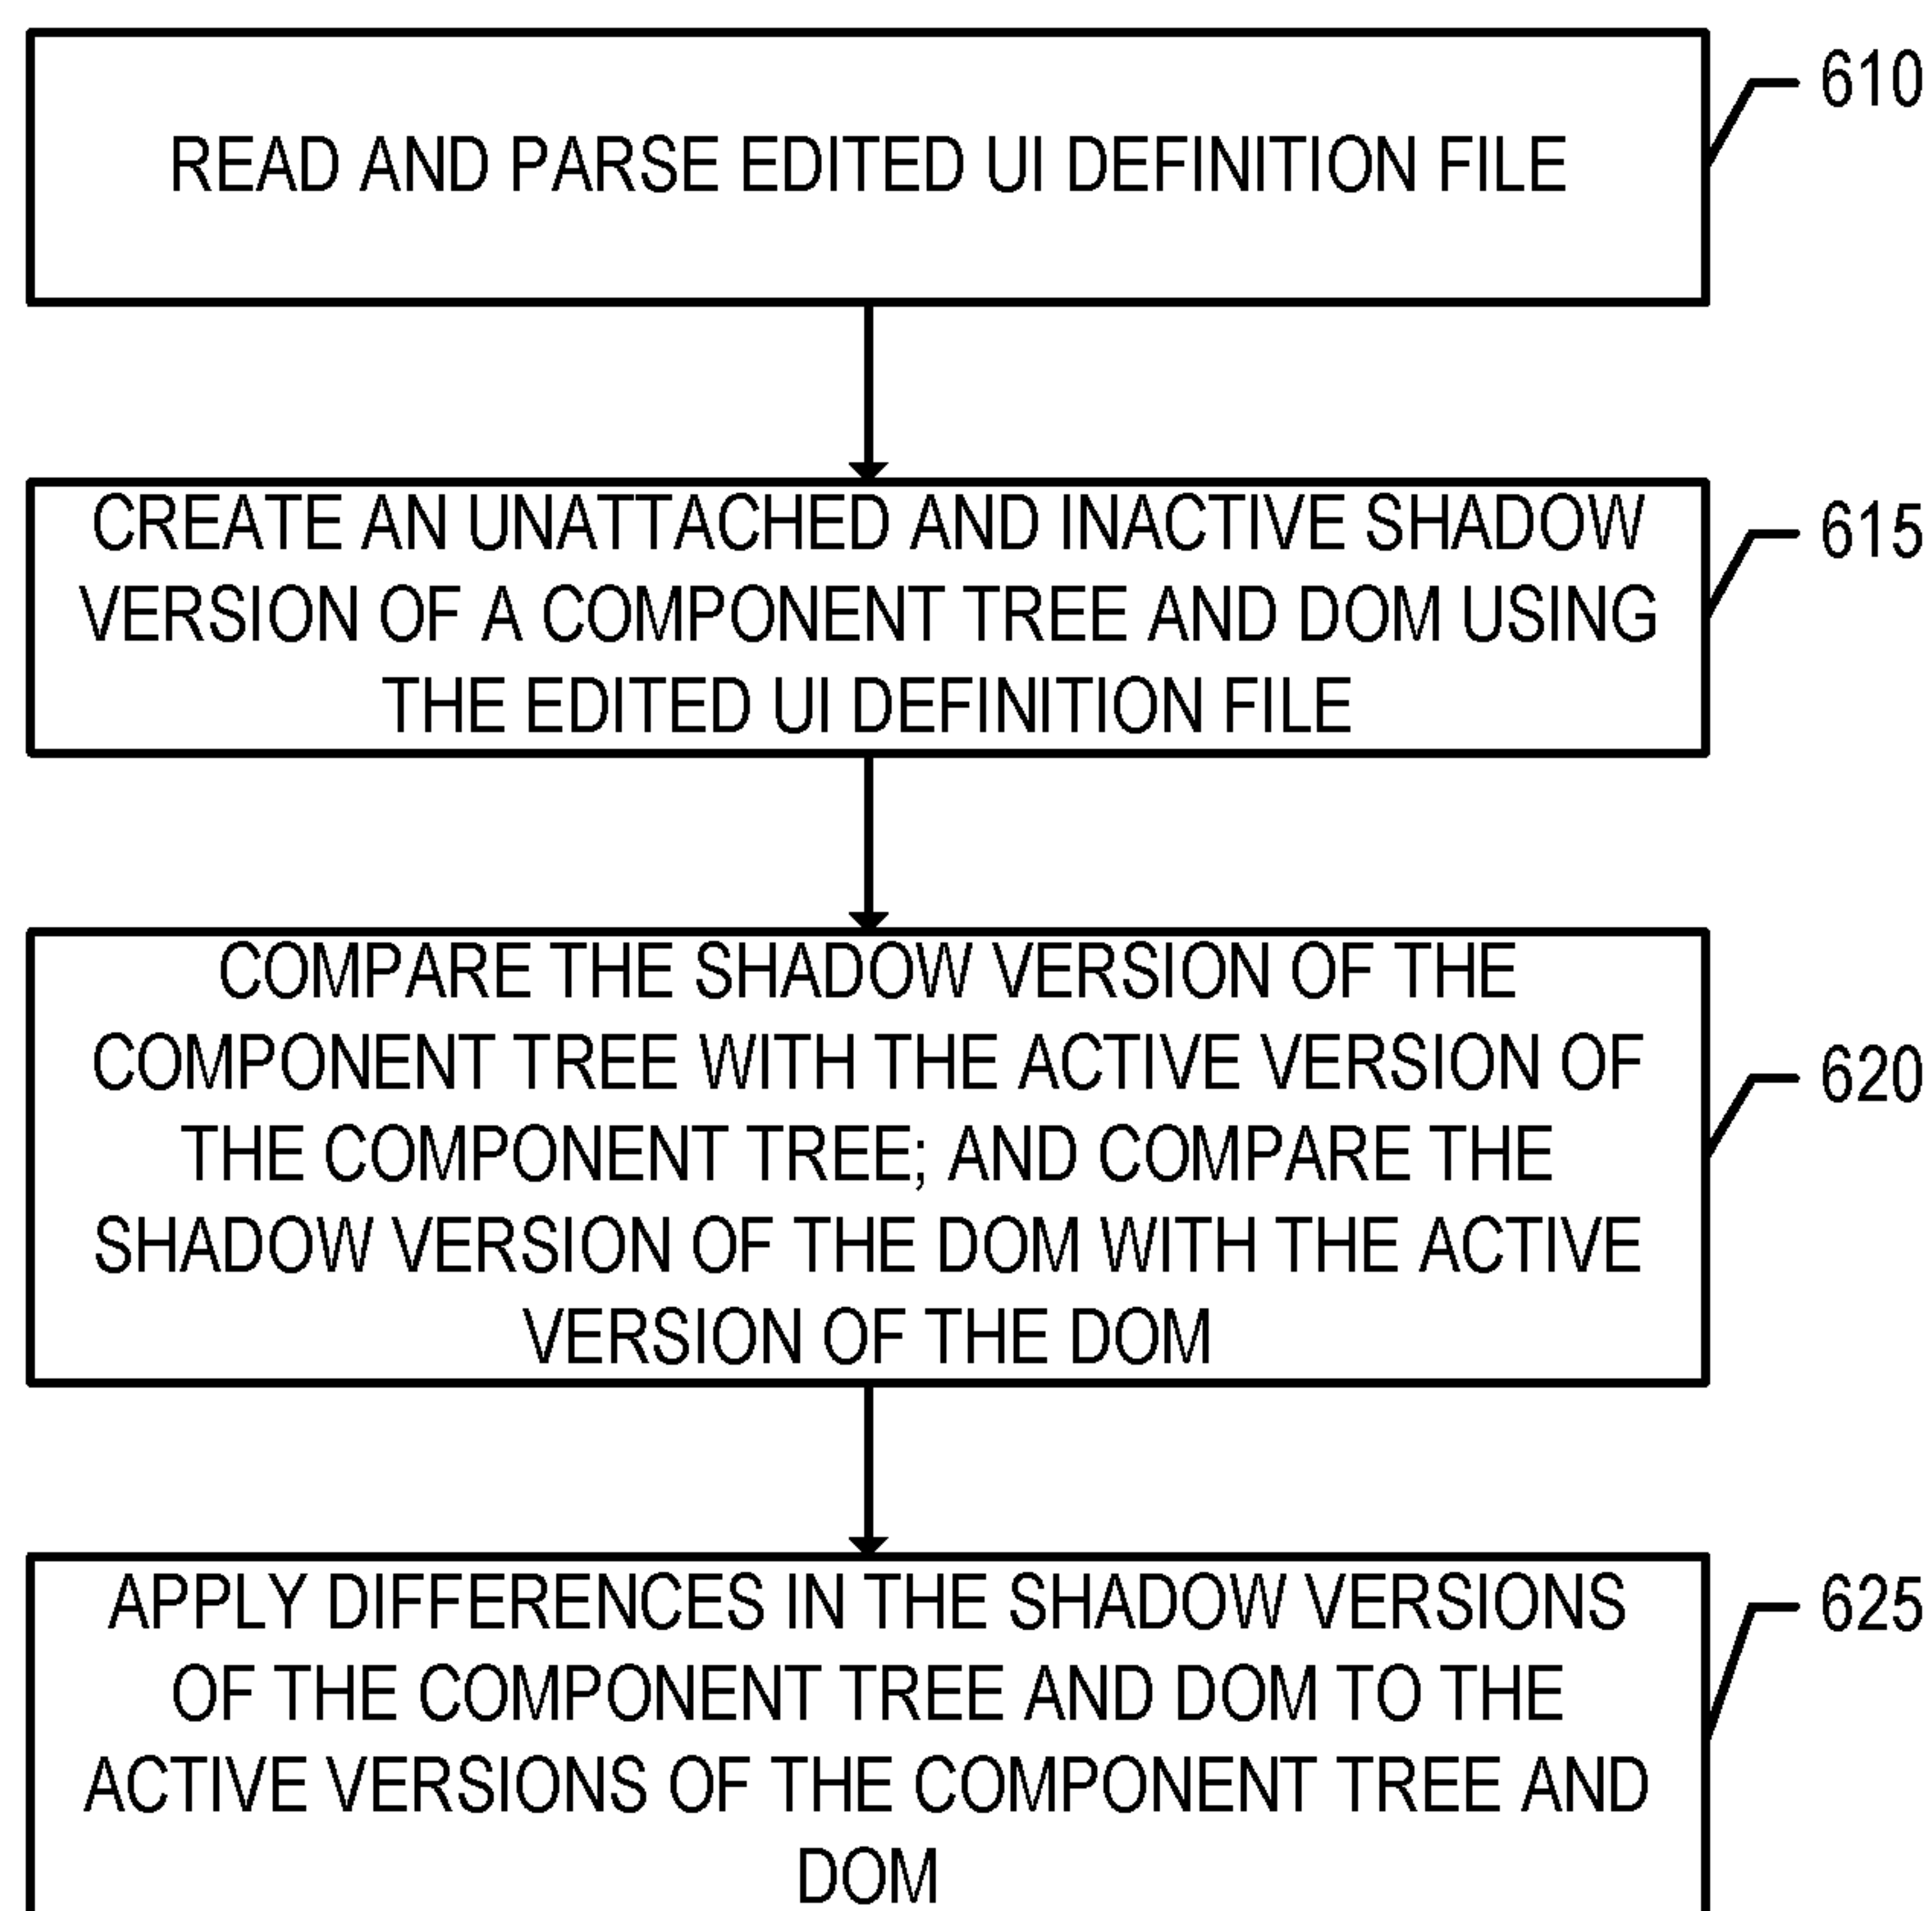 610
READ AND PARSE EDITED UI DEFINITION FILE
CREATE AN UNATTACHED AND INACTIVE SHADOW
VERSION OF A COMPONENT TREE AND DOM USING
THE EDITED UI DEFINITION FILE
615
COMPARE THE SHADOW VERSION OF THE
COMPONENT TREE WITH THE ACTIVE VERSION OF
THE COMPONENT TREE; AND COMPARE THE
SHADOW VERSION OF THE DOM WITH THE ACTIVE
VERSION OF THE DOM
620
APPLY DIFFERENCES IN THE SHADOW VERSIONS
OF THE COMPONENT TREE AND DOM TO THE
ACTIVE VERSIONS OF THE COMPONENT TREE AND
DOM
625